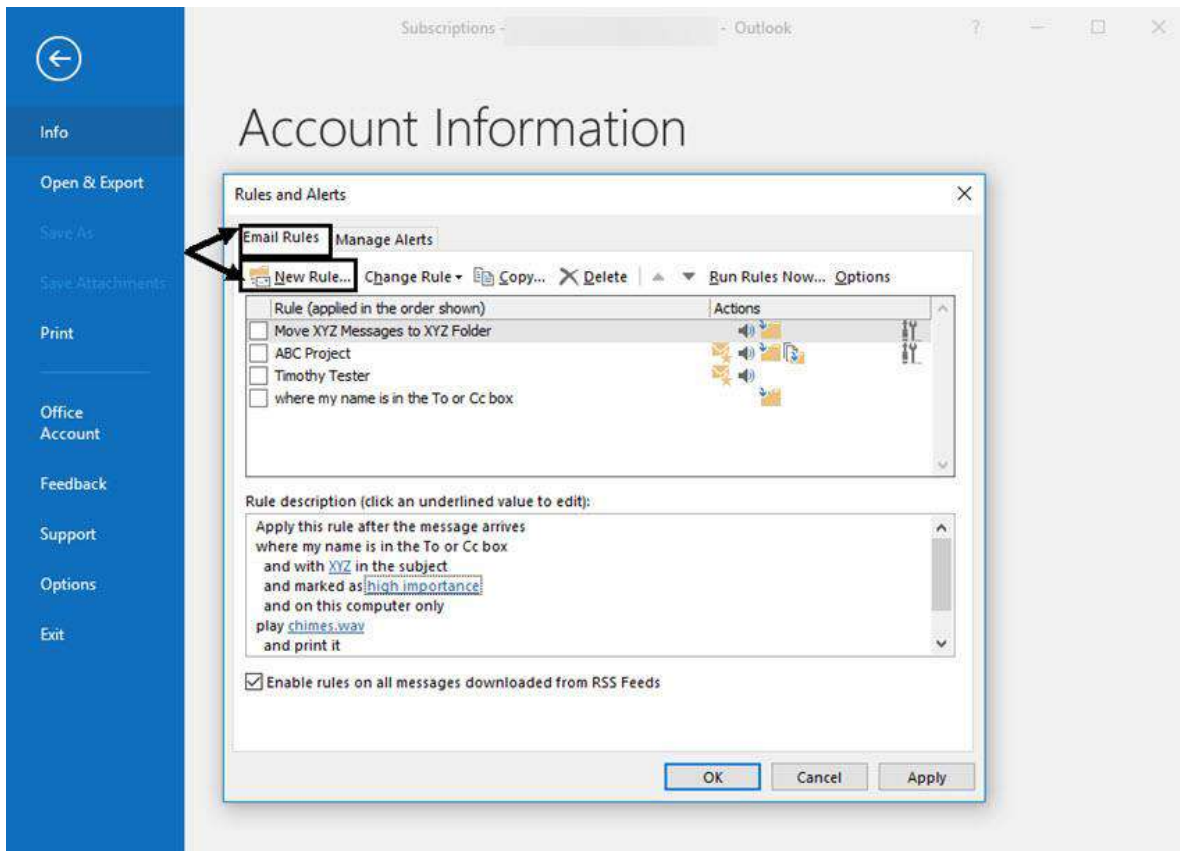 Subscriptions - - Outlook ?
Account Information
Info
Open & Export
Save As
Save Attachments
Print
Office
Account
Feedback
Support
Options
Exit
Rules and Alerts
Email Rules Manage Alerts
New Rule... Change Rule Copy... Delete Run Rules Now... Options
Rule (applied in the order shown) Actions
Move XYZ Messages to XYZ Folder
ABC Project
Timothy Tester
where my name is in the To or Cc box
Rule description (click an underlined value to edit):
Apply this rule after the message arrives
where my name is in the To or Cc box
and with XYZ in the subject
and marked as high importance
and on this computer only
play chimes.wav
and print it
Enable rules on all messages downloaded from RSS Feeds
OK Cancel Apply